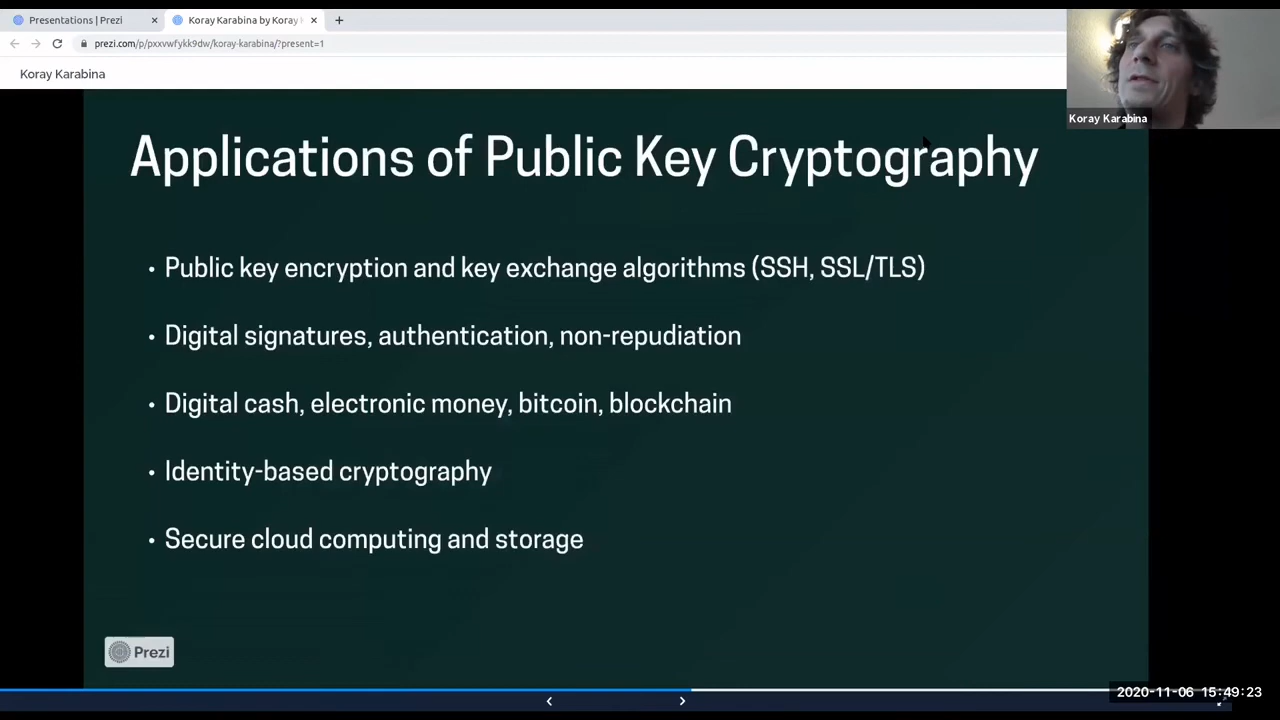 Presentations | Prezi
Koray Karabina by Koray
prezi.com/p/pxxvwfykk9dw/koray-karabina/?present=1
Koray Karabina
Koray Karabina
Applications of Public Key Cryptography
• Public key encryption and key exchange algorithms (SSH, SSL/TLS)
• Digital signatures, authentication, non-repudiation
• Digital cash, electronic money, bitcoin, blockchain
• Identity-based cryptography
• Secure cloud computing and storage
Prezi
2020-11-06 15:49:23